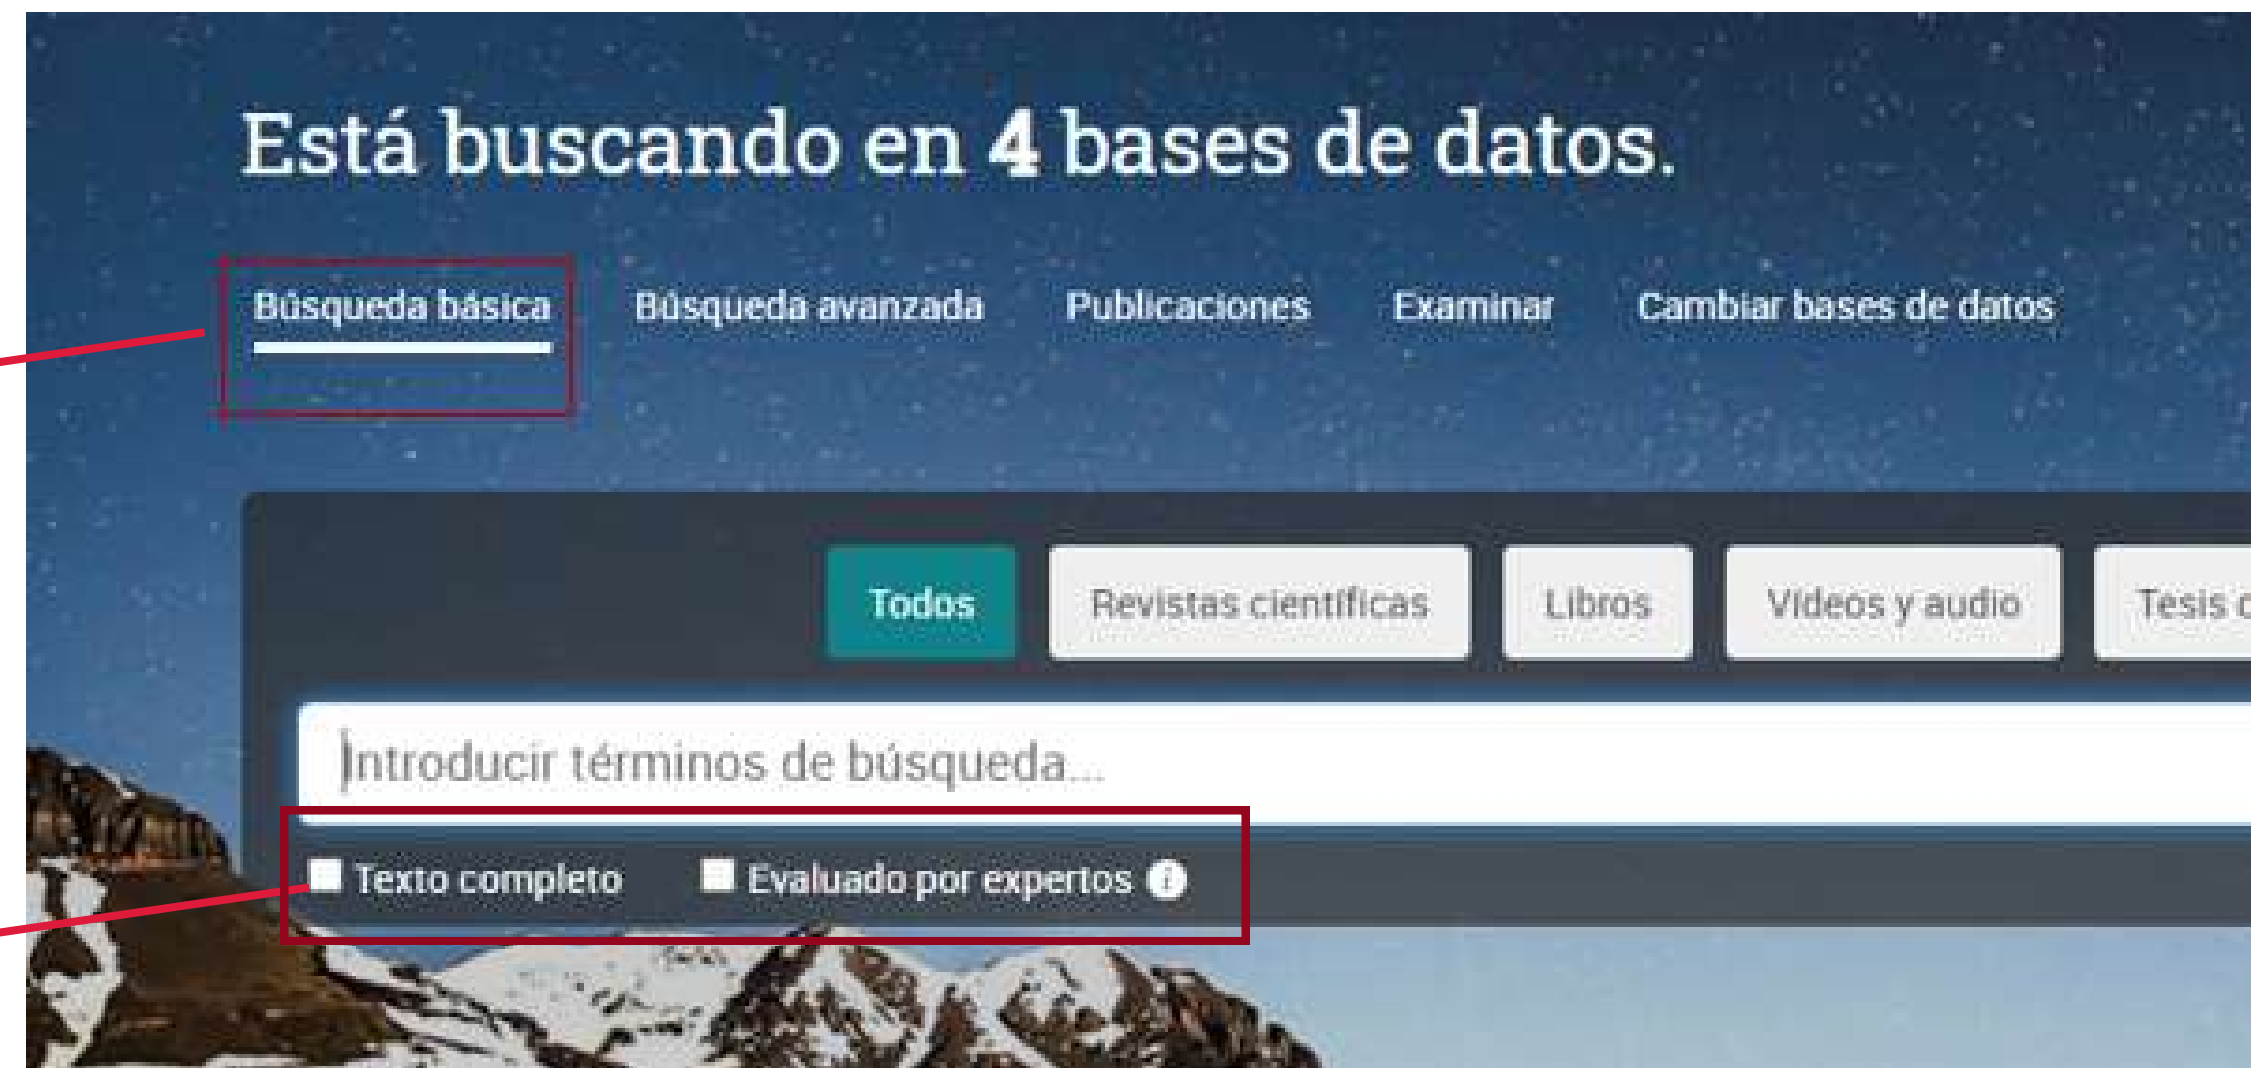 Está buscando en 4 bases de datos.
Búsqueda básica Búsqueda avanzada Publicaciones Examinar Cambiar bases de datos
Todos Revistas científicas Libros Vídeos y audio Tesis
Introducir términos de búsqueda...
Texto completo Evaluado por expertos i